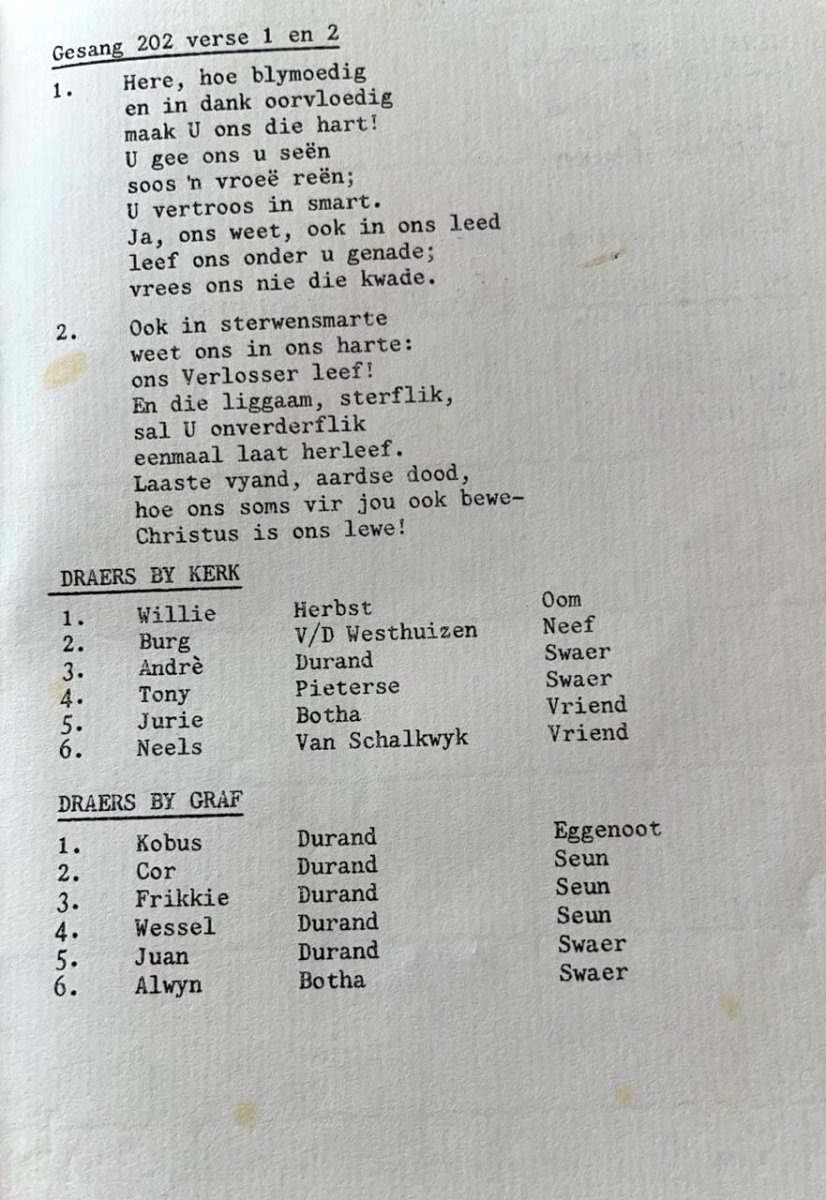 Gesang 202 verse 1 en 2
1. Here, hoe blymoedig
en in dank oorvloedig
maak U ons die hart!
U gee ons u seën
soos 'n vroeë reën;
U vertroos in smart.
Ja, ons weet, ook in ons leed
leef ons onder u genade;
vrees ons nie die kwade.
2. Ook in sterwensmarte
weet ons in ons harte:
ons Verlosser leef!
En die liggaam, sterflik,
sal U onverderflik
eenmaal laat herleef.
Laaste vyand, aardse dood,
hoe ons soms vir jou ook bewe-
Christus is ons lewe!
DRAERS BY KERK
1. Willie Herbst Oom
2. Burg V/D Westhuizen Neef
3. Andrè Durand Swaer
4. Tony Pieterse Swaer
5. Jurie Botha Vriend
6. Neels Van Schalkwyk Vriend
DRAERS BY GRAF
1. Kobus Durand Eggenoot
2. Cor Durand Seun
3. Frikkie Durand Seun
4. Wessel Durand Seun
5. Juan Durand Swaer
6. Alwyn Botha Swaer